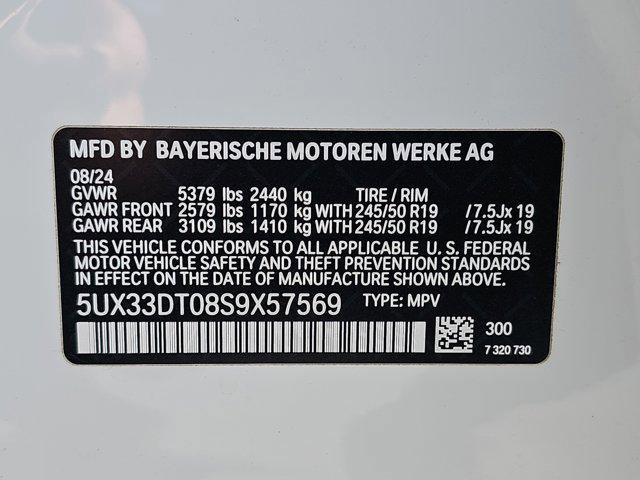 MFD BY BAYERISCHE MOTOREN WERKE AG
08/24
GVWR 5379 lbs 2440 kg TIRE / RIM
GAWR FRONT 2579 lbs 1170 kg WITH 245/50 R19 / 7.5Jx 19
GAWR REAR 3109 lbs 1410 kg WITH 245/50 R19 / 7.5Jx 19
THIS VEHICLE CONFORMS TO ALL APPLICABLE U. S. FEDERAL
MOTOR VEHICLE SAFETY AND THEFT PREVENTION STANDARDS
IN EFFECT ON THE DATE OF MANUFACTURE SHOWN ABOVE.
5UX33DT08S9X57569 TYPE: MPV
300
7 320 730